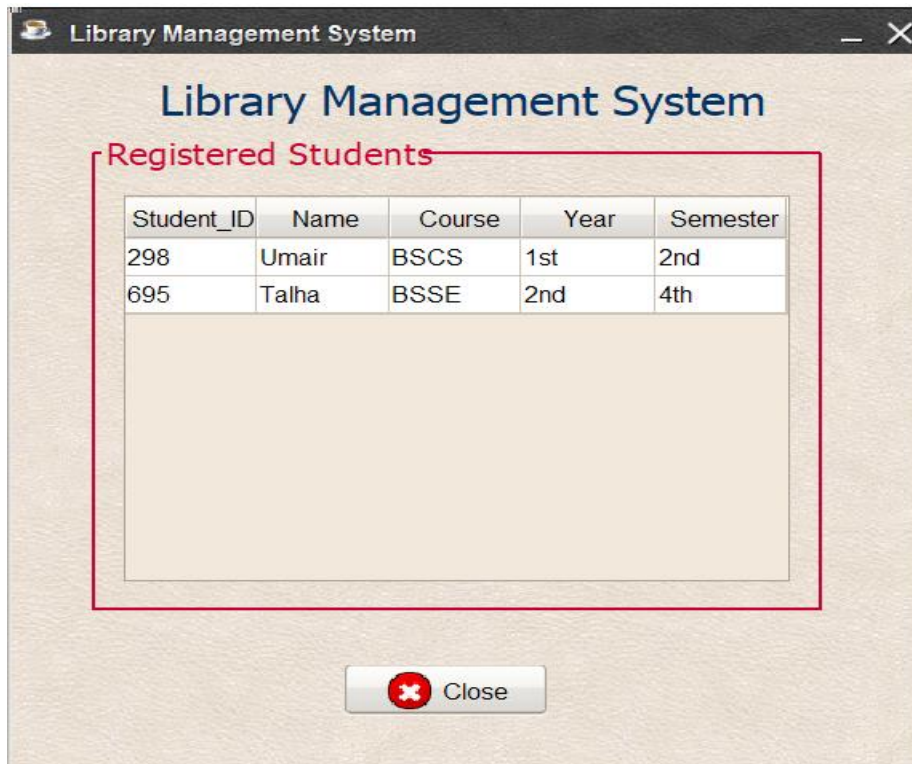 Library Management System
Library Management System
Registered Students
Student_ID Name Course Year Semester
298 Umair BSCS 1st 2nd
695 Talha BSSE 2nd 4th
Close